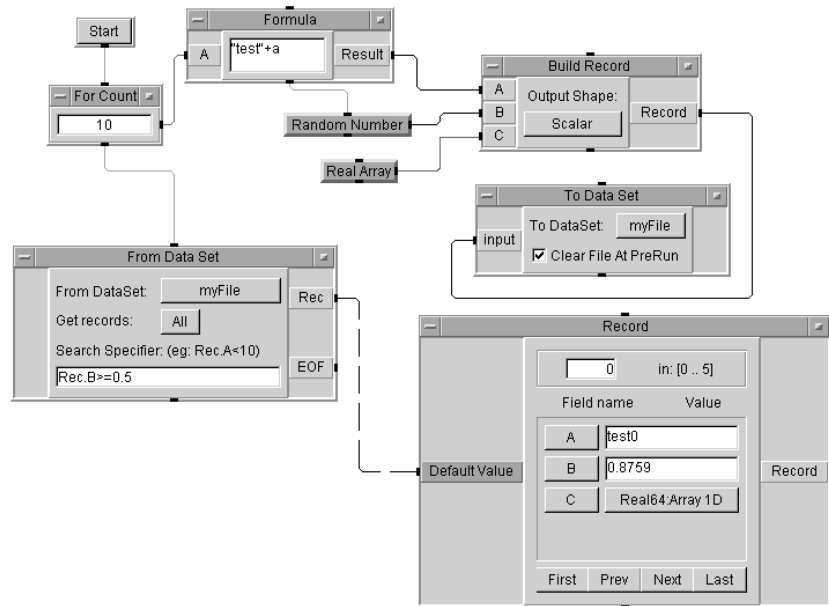 Start
For Count
10
Formula
A
"test"+a
Result
Random Number
Real Array
Build Record
A
B
C
Output Shape:
Scalar
Record
To Data Set
input
To DataSet: myFile
Clear File At PreRun
From Data Set
From DataSet: myFile
Get records: All
Search Specifier: (eg: Rec.A<10)
Rec.B>=0.5
Rec
EOF
Record
Default Value
0 in: [0 .. 5]
Field name Value
A test0
B 0.8759
C Real64:Array 1D
First Prev Next Last
Record